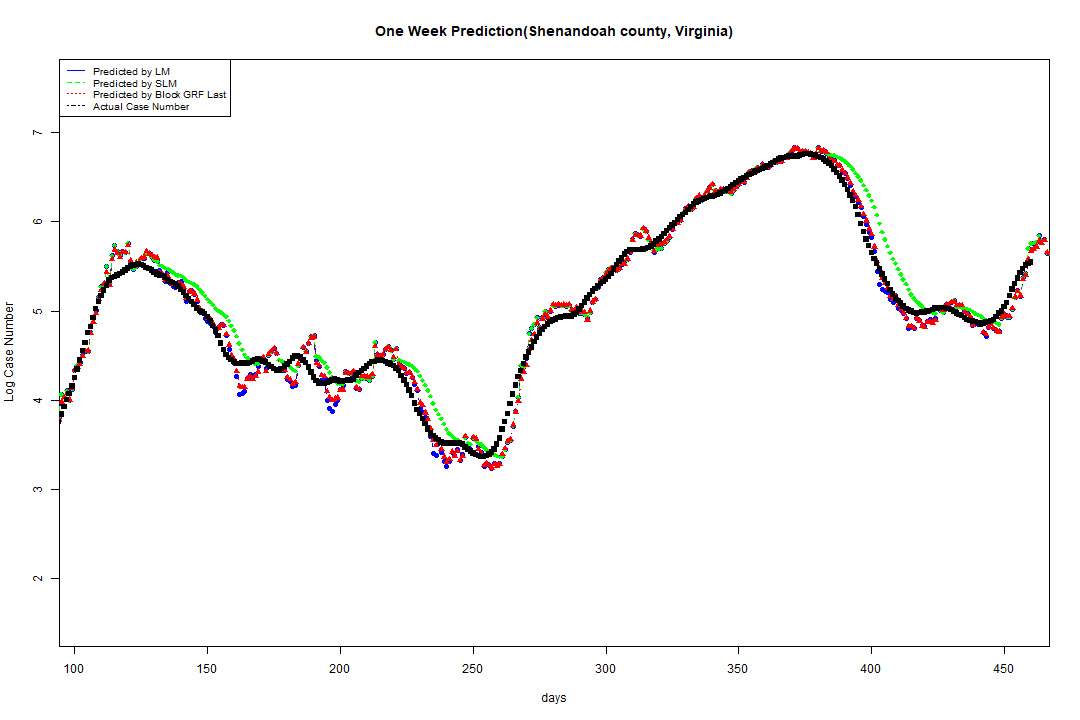 One Week Prediction(Shenandoah county, Virginia)
Predicted by LM
Predicted by SLM
Predicted by Block GRF Last
Actual Case Number
7
6
5
4
3
2
Log Case Number
100 150 200 250 300 350 400 450
days